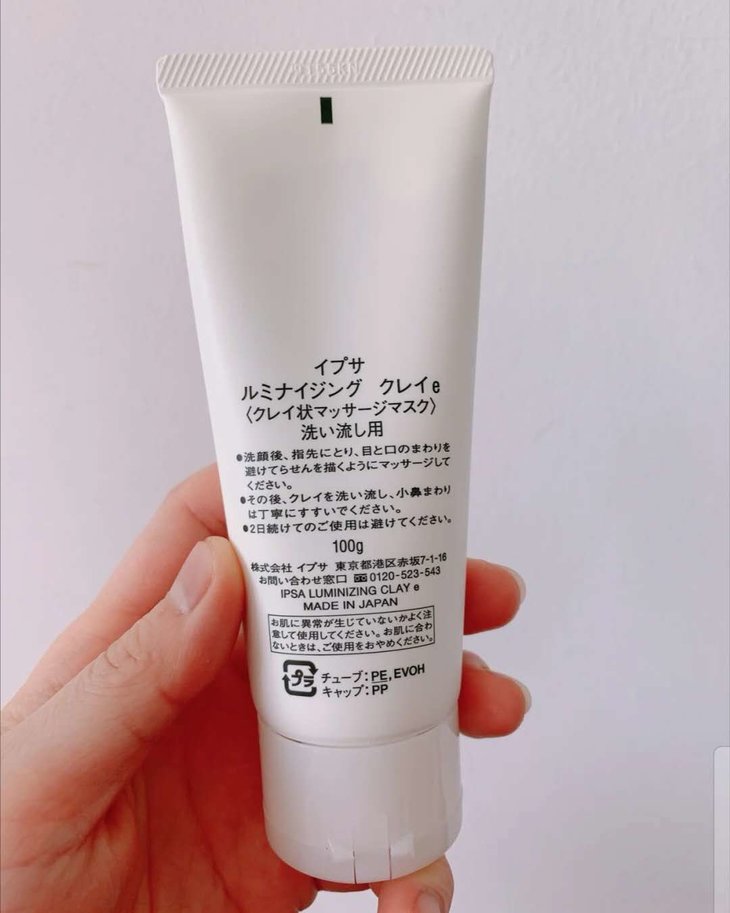 イプサ
ルミナイジング クレイe
〈クレイ状マッサージマスク〉
洗い流し用
●洗顔後、指先にとり、目と口のまわりを
避けてらせんを描くようにマッサージして
ください。
●その後、クレイを洗い流し、小鼻まわり
は丁寧にすすいでください。
●2日続けてのご使用は避けてください。
100g
株式会社 イプサ 東京都港区赤坂7-1-16
お問い合わせ窓口 0120-523-543
IPSA LUMINIZING CLAY e
MADE IN JAPAN
お肌に異常が生じていないかよく注
意して使用してください。お肌に合わ
ないときは、ご使用をおやめください。
プラ チューブ:PE,EVOH
キャップ:PP